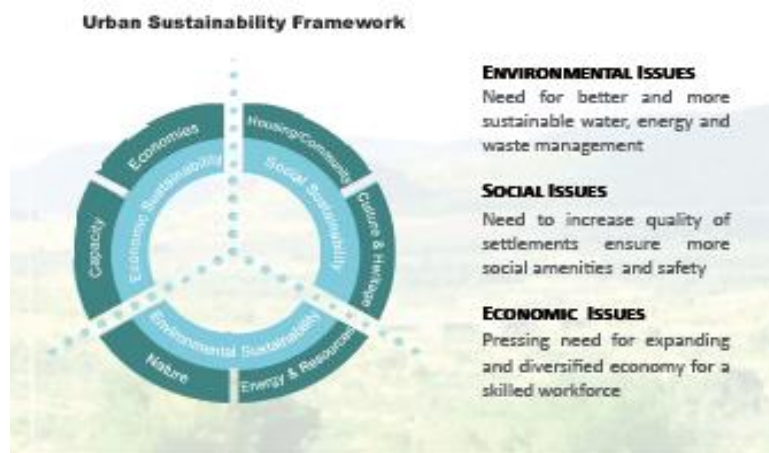 Urban Sustainability Framework
Economies
Housing/Community
Culture & Heritage
Energy & Resources
Nature
Capacity
Economic Sustainability
Social Sustainability
Environmental Sustainability
ENVIRONMENTAL ISSUES
Need for better and more
sustainable water, energy and
waste management
SOCIAL ISSUES
Need to increase quality of
settlements ensure more
social amenities and safety
ECONOMIC ISSUES
Pressing need for expanding
and diversified economy for a
skilled workforce